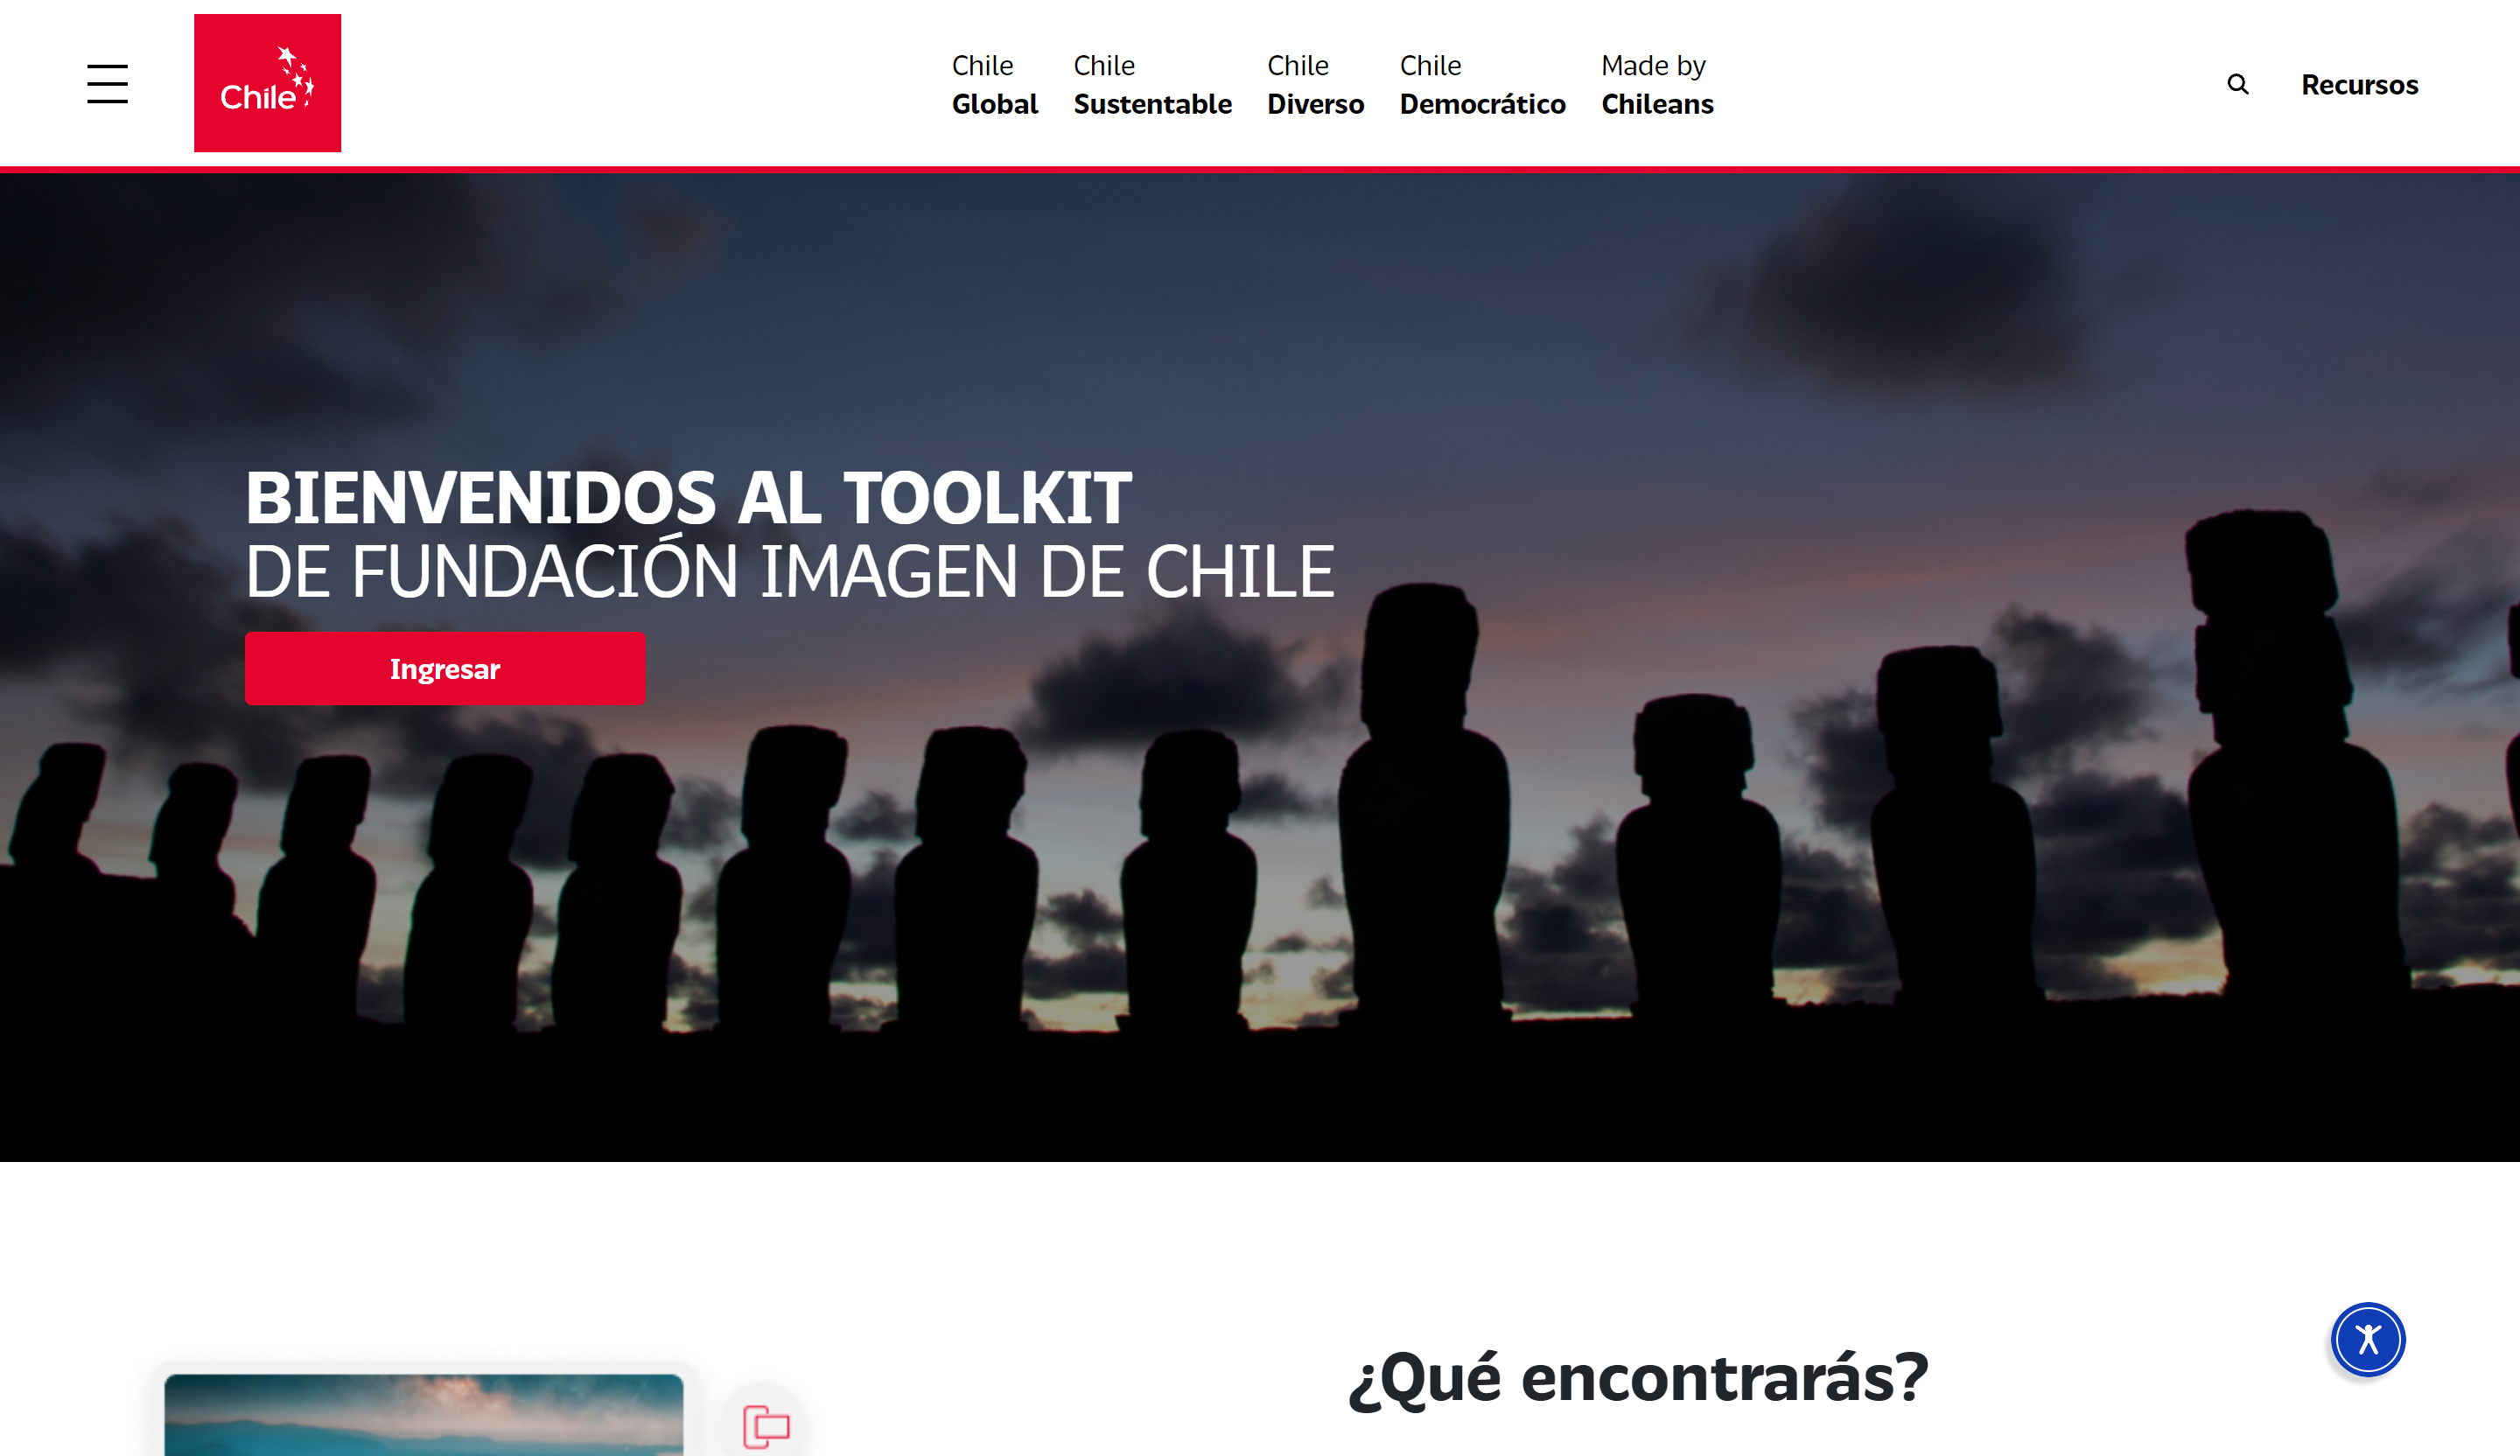 Chile
Chile
Global
Chile
Sustentable
Chile
Diverso
Chile
Democrático
Made by
Chileans
Recursos
BIENVENIDOS AL TOOLKIT
DE FUNDACIÓN IMAGEN DE CHILE
Ingresar
¿Qué encontrarás?